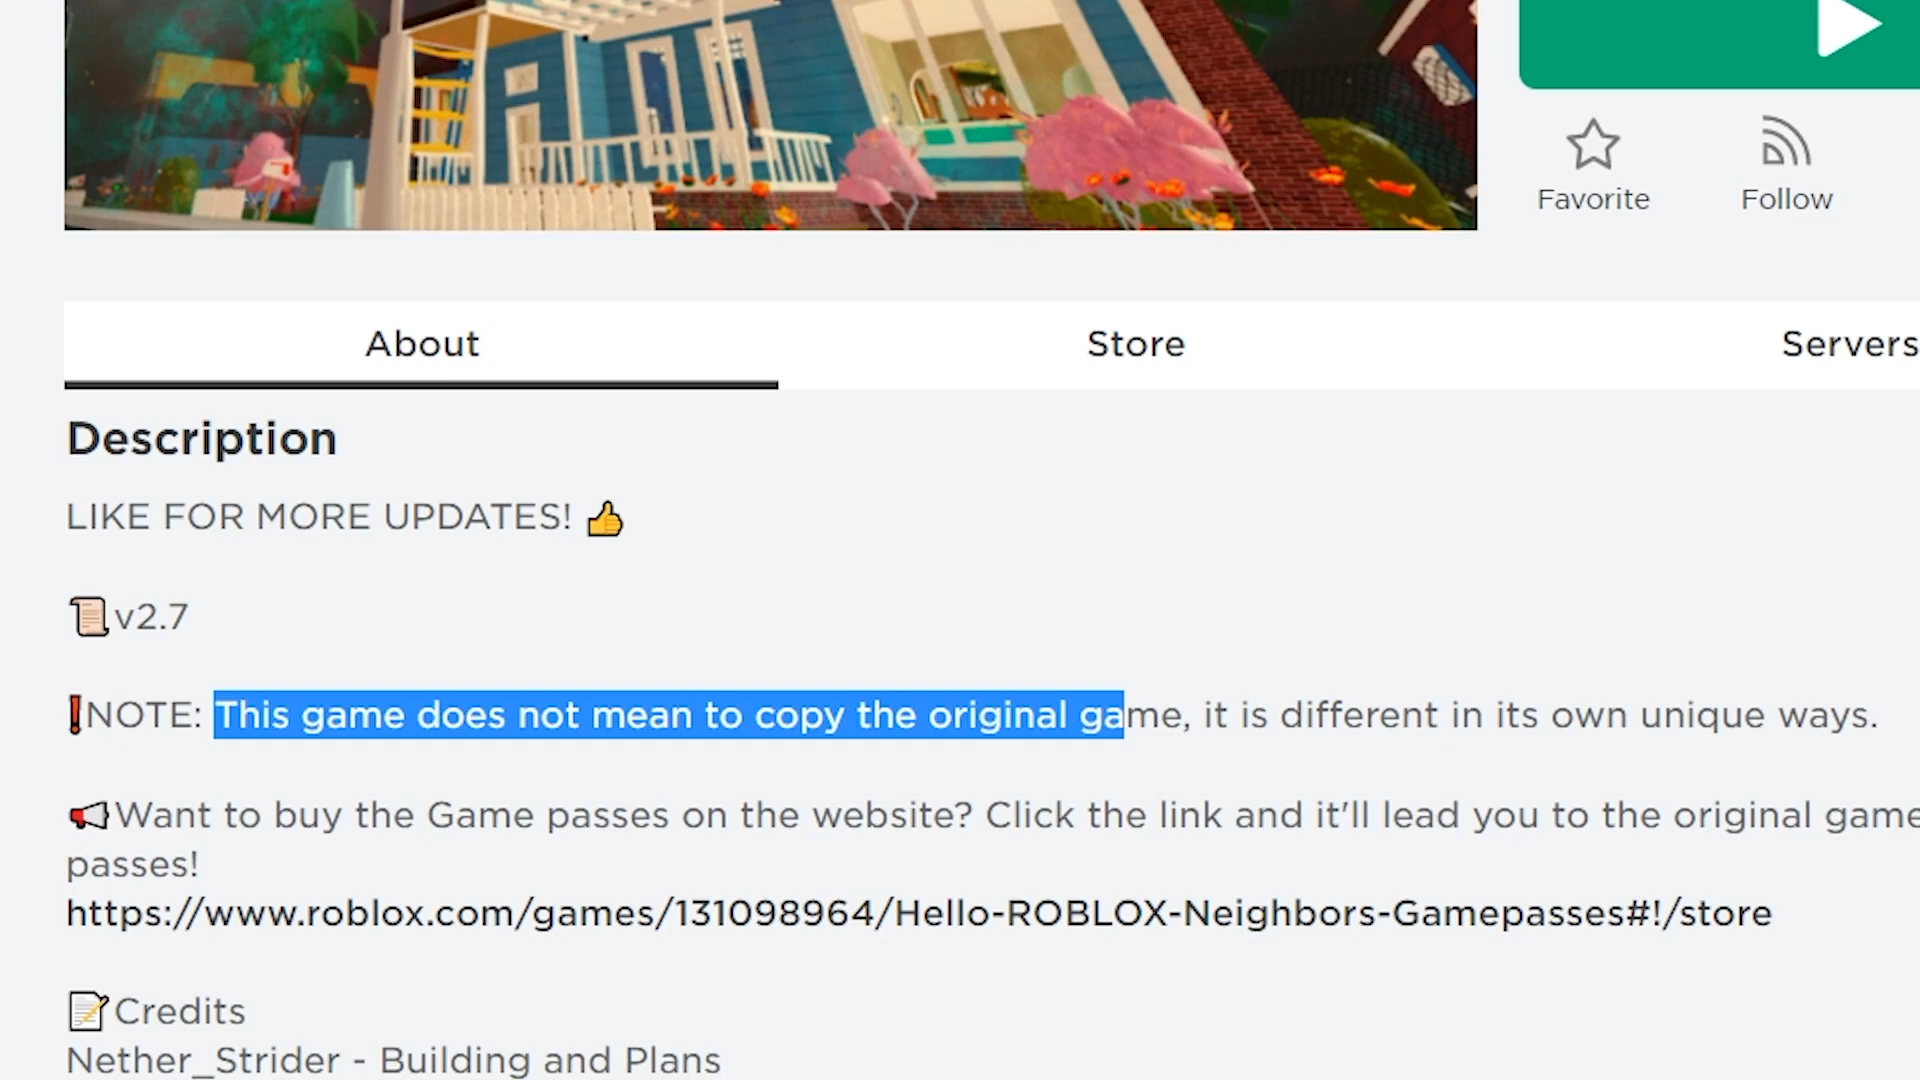 Favorite
Follow
About
Store
Servers
Description
LIKE FOR MORE UPDATES! 👍
📜v2.7
❗NOTE: This game does not mean to copy the original game, it is different in its own unique ways.
📢Want to buy the Game passes on the website? Click the link and it'll lead you to the original game
passes!
https://www.roblox.com/games/131098964/Hello-ROBLOX-Neighbors-Gamepasses#!/store
📝Credits
Nether_Strider - Building and Plans